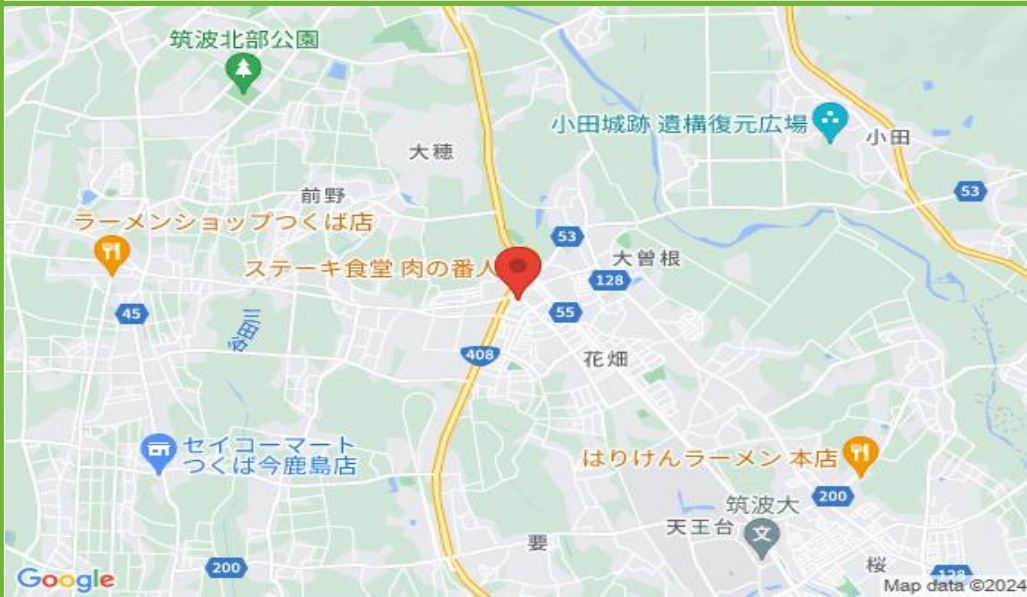 筑波北部公園
小田城跡 遺構復元広場
小田
大穂
53
前野
ラーメンショップつくば店
53
大曽根
ステーキ食堂 肉の番人
128
45
55
408
花畑
セイコーマート
つくば今鹿島店
はりけんラーメン 本店
200
筑波大
天王台
要
桜
200
128
Google
Map data ©2024